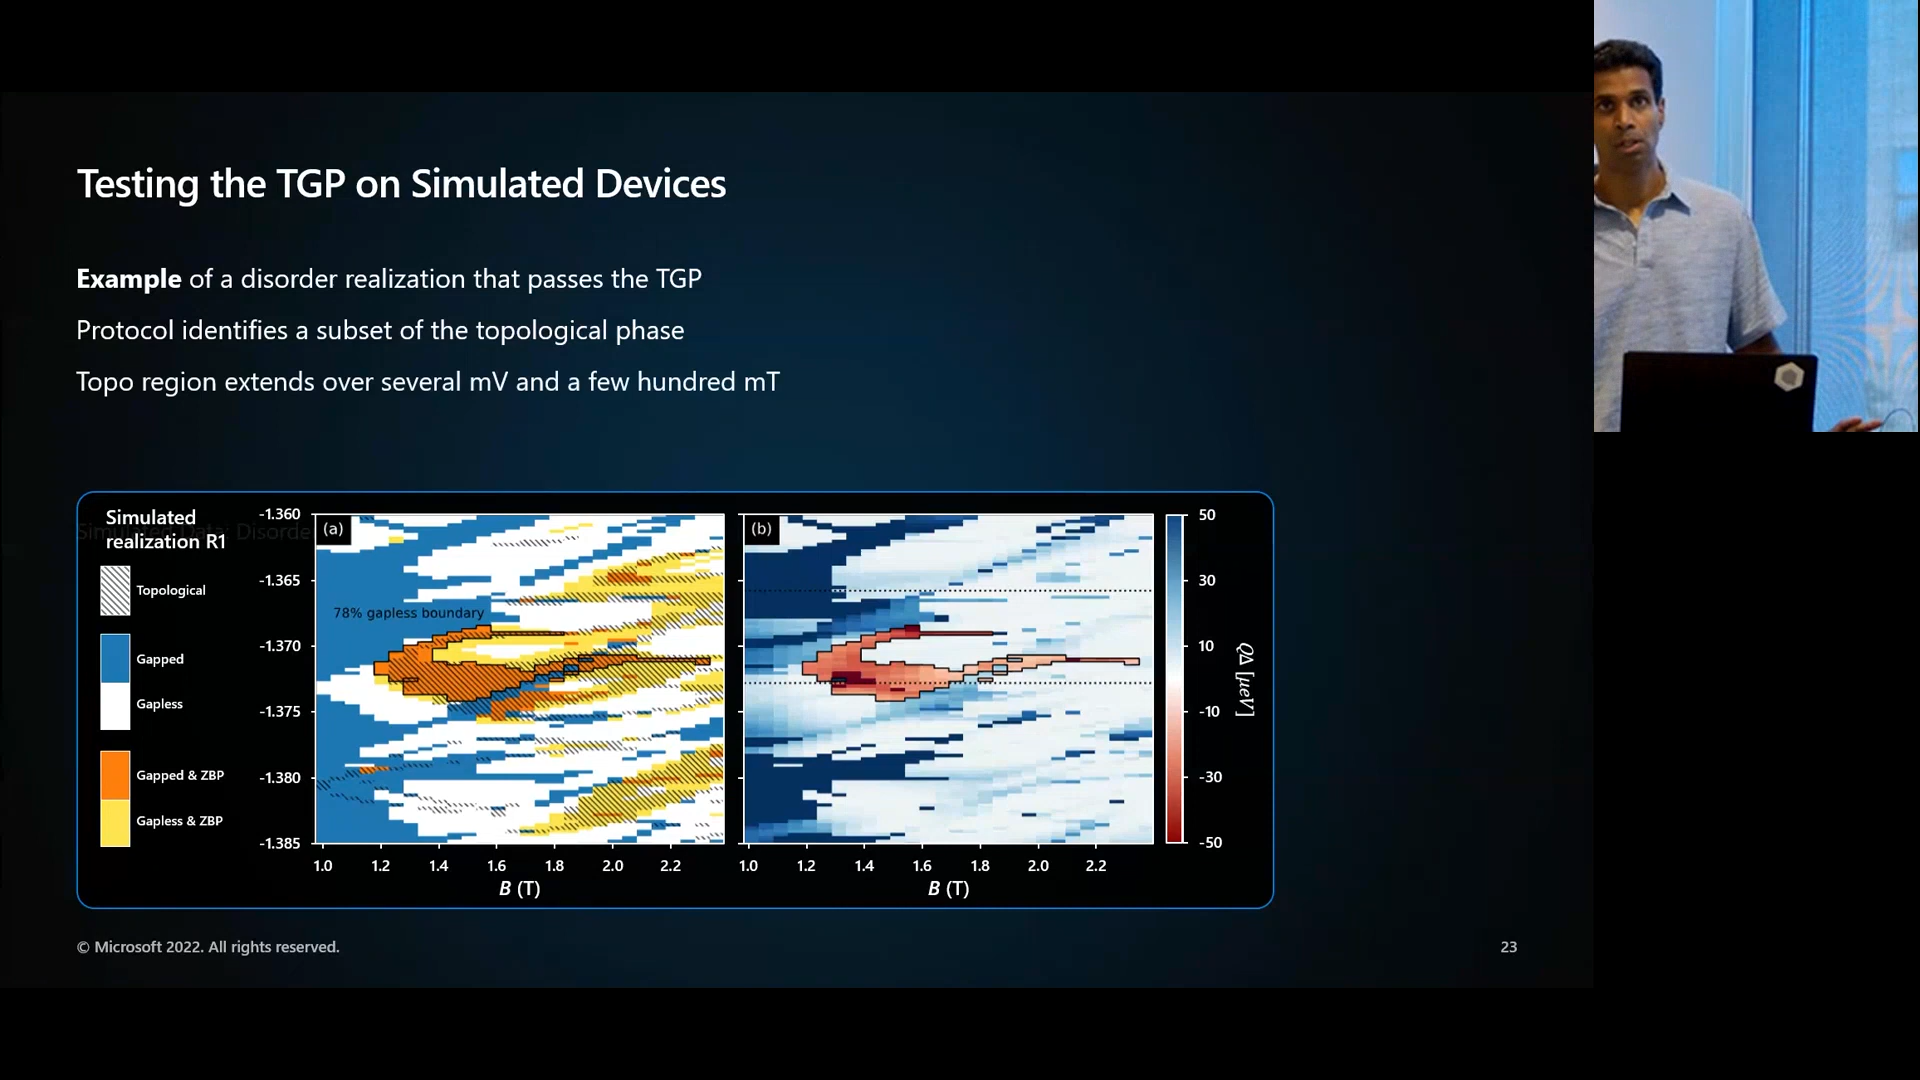 Testing the TGP on Simulated Devices
Example of a disorder realization that passes the TGP
Protocol identifies a subset of the topological phase
Topo region extends over several mV and a few hundred mT
Simulated Data: Disorde
Simulated
realization R1
Topological
Gapped
Gapless
Gapped & ZBP
Gapless & ZBP
-1.360
-1.365
-1.370
-1.375
-1.380
-1.385
(a)
78% gapless boundary
1.0 1.2 1.4 1.6 1.8 2.0 2.2
B (T)
(b)
1.0 1.2 1.4 1.6 1.8 2.0 2.2
B (T)
50
30
10
-10
-30
-50
QΔ [μeV]
© Microsoft 2022. All rights reserved.
23